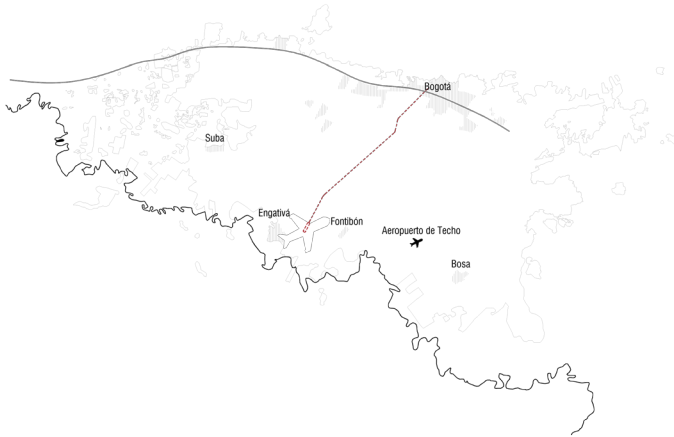 Bogotá
Suba
Engativá
Fontibón
Aeropuerto de Techo
Bosa